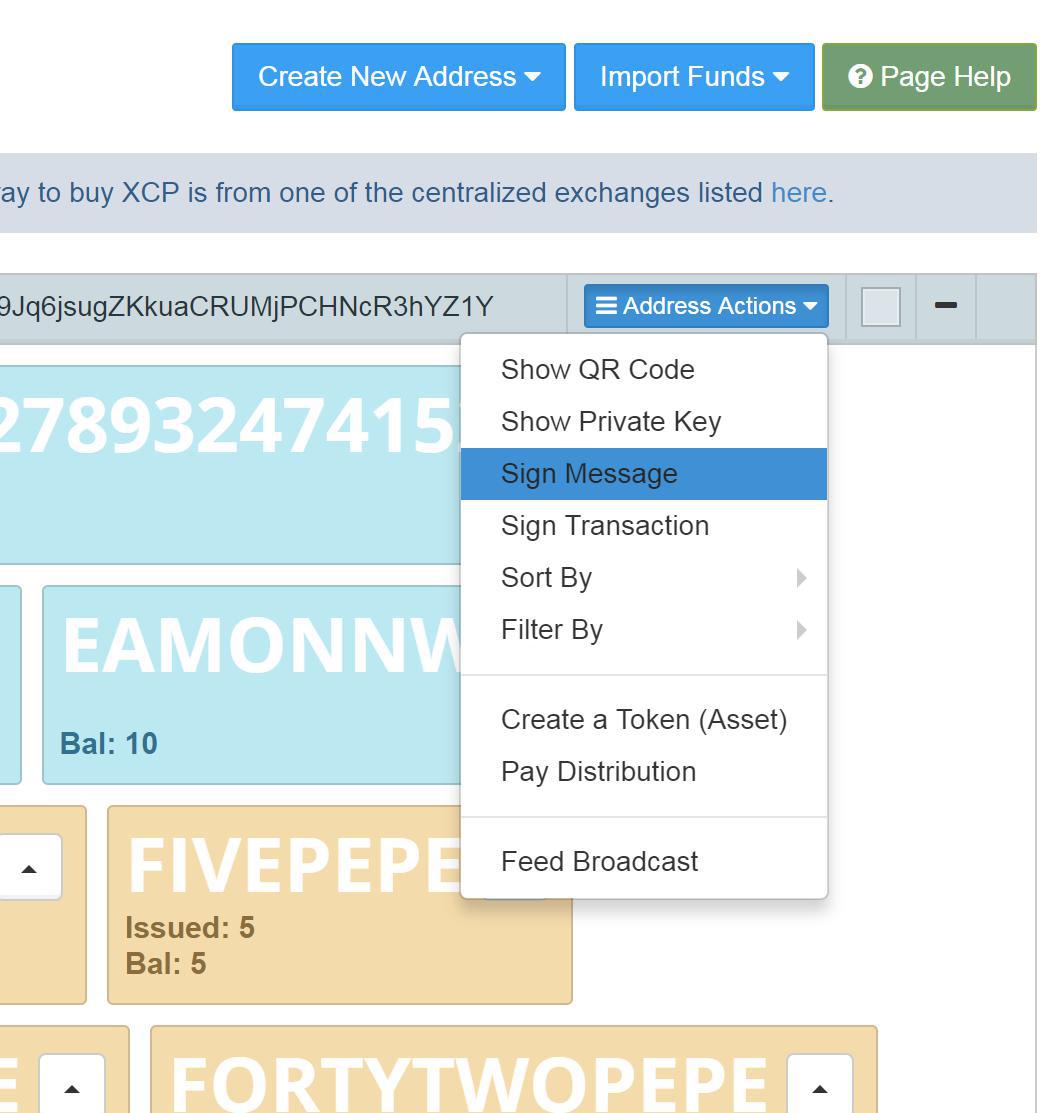 Create New Address
Import Funds
Page Help
to buy XCP is from one of the centralized exchanges listed here.
9Jq6jsugZKkuaCRUMjPCHNcR3hYZ1Y
Address Actions
Show QR Code
Show Private Key
Sign Message
Sign Transaction
Sort By
Filter By
Create a Token (Asset)
Pay Distribution
Feed Broadcast
27893247415
EAMONNW
Bal: 10
FIVEPEPE
Issued: 5
Bal: 5
FORTYTWOPEPE